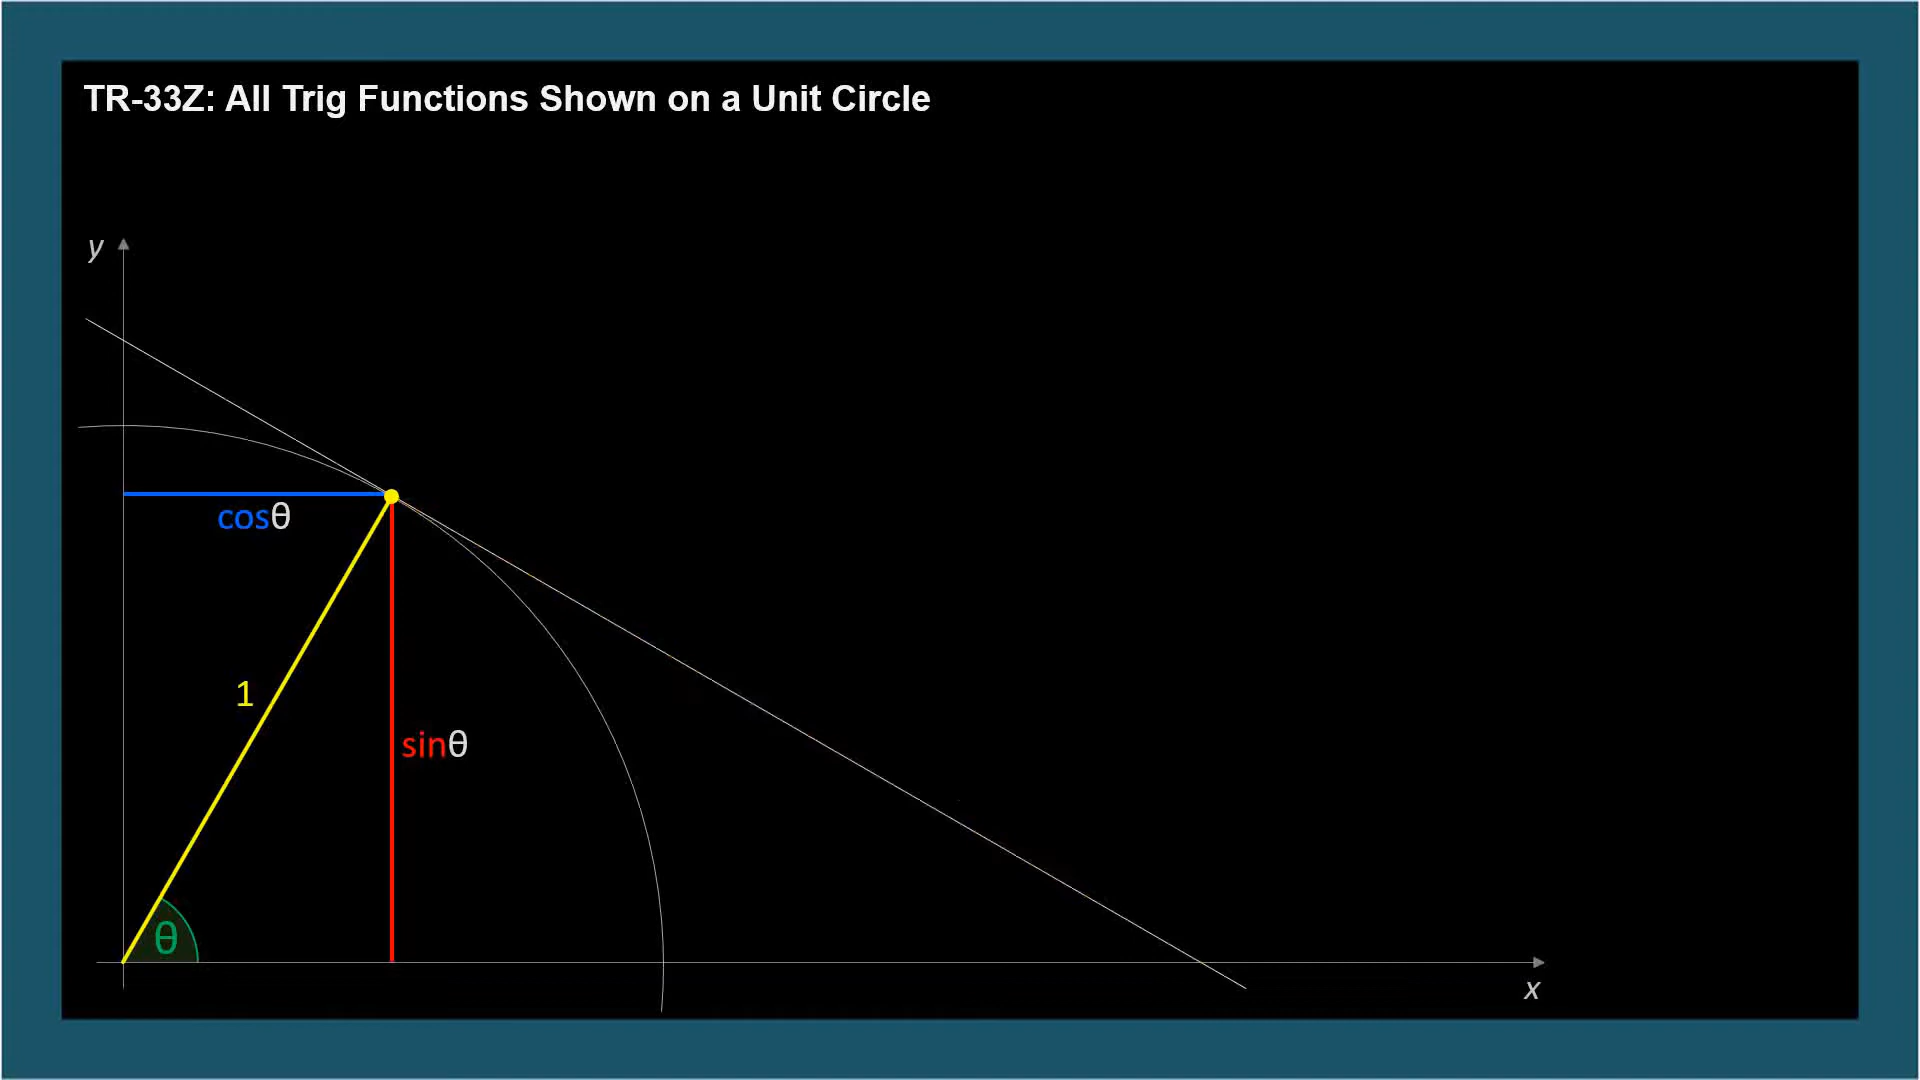 TR-33Z: All Trig Functions Shown on a Unit Circle
y
cosθ
1
sinθ
θ
x